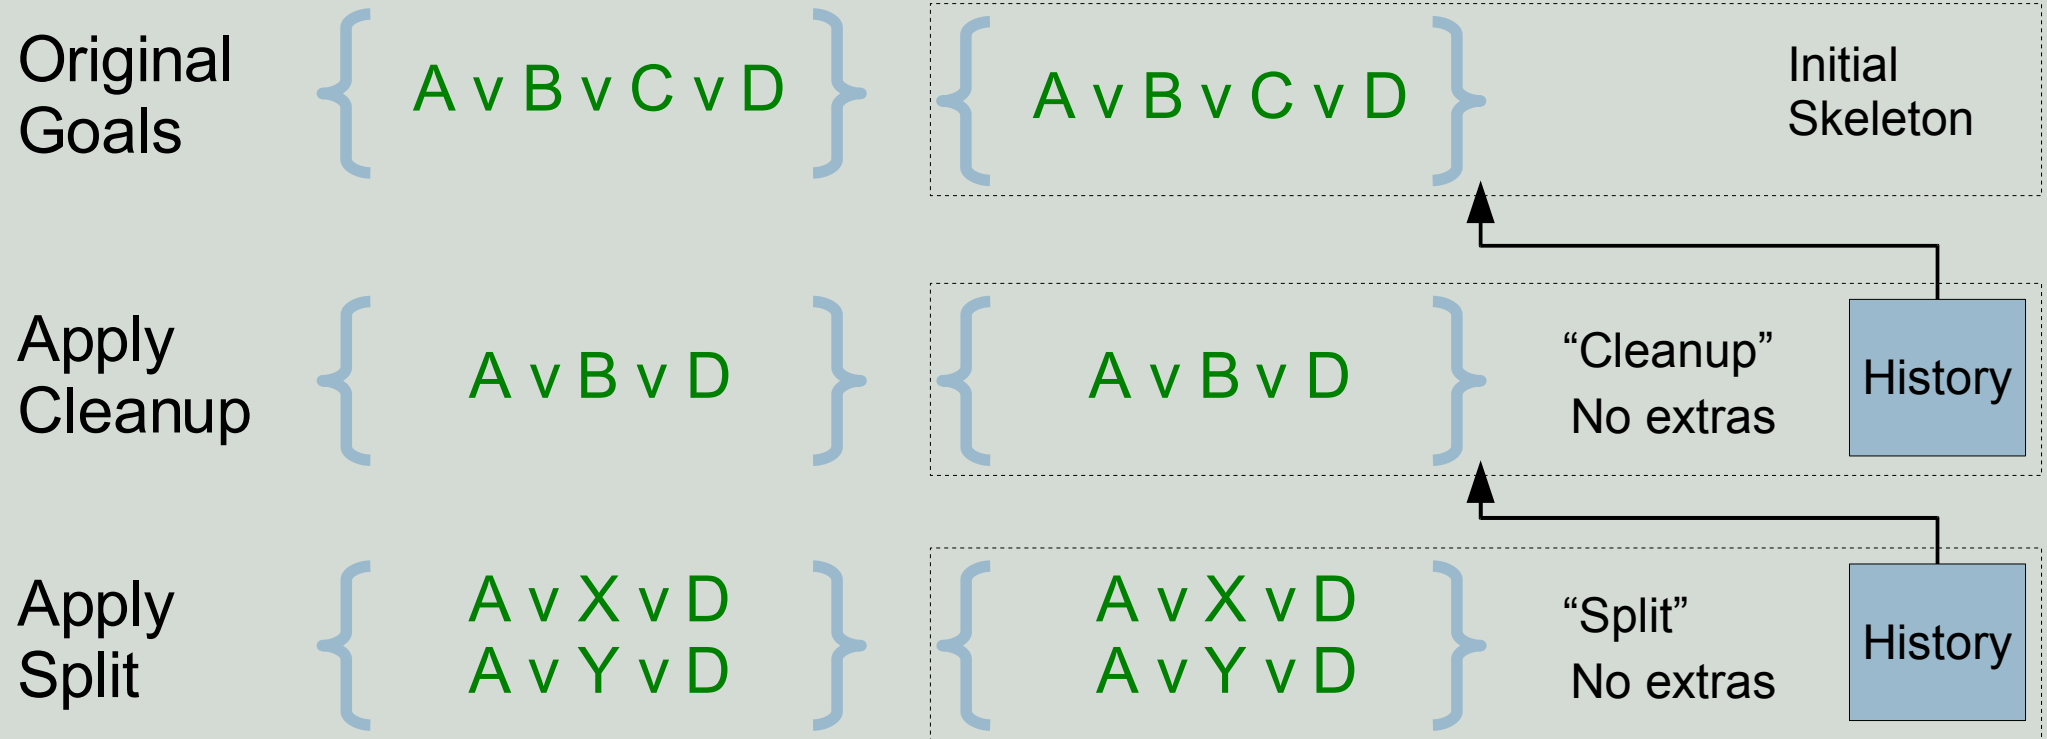 Original
Goals
A v B v C v D
A v B v C v D
Initial
Skeleton
Apply
Cleanup
A v B v D
A v B v D
“Cleanup”
No extras
History
Apply
Split
A v X v D
A v Y v D
A v X v D
A v Y v D
“Split”
No extras
History